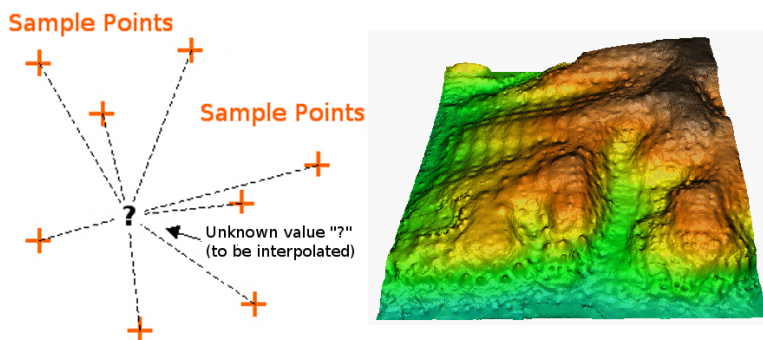 Sample Points
Sample Points
?
Unknown value "?"
(to be interpolated)